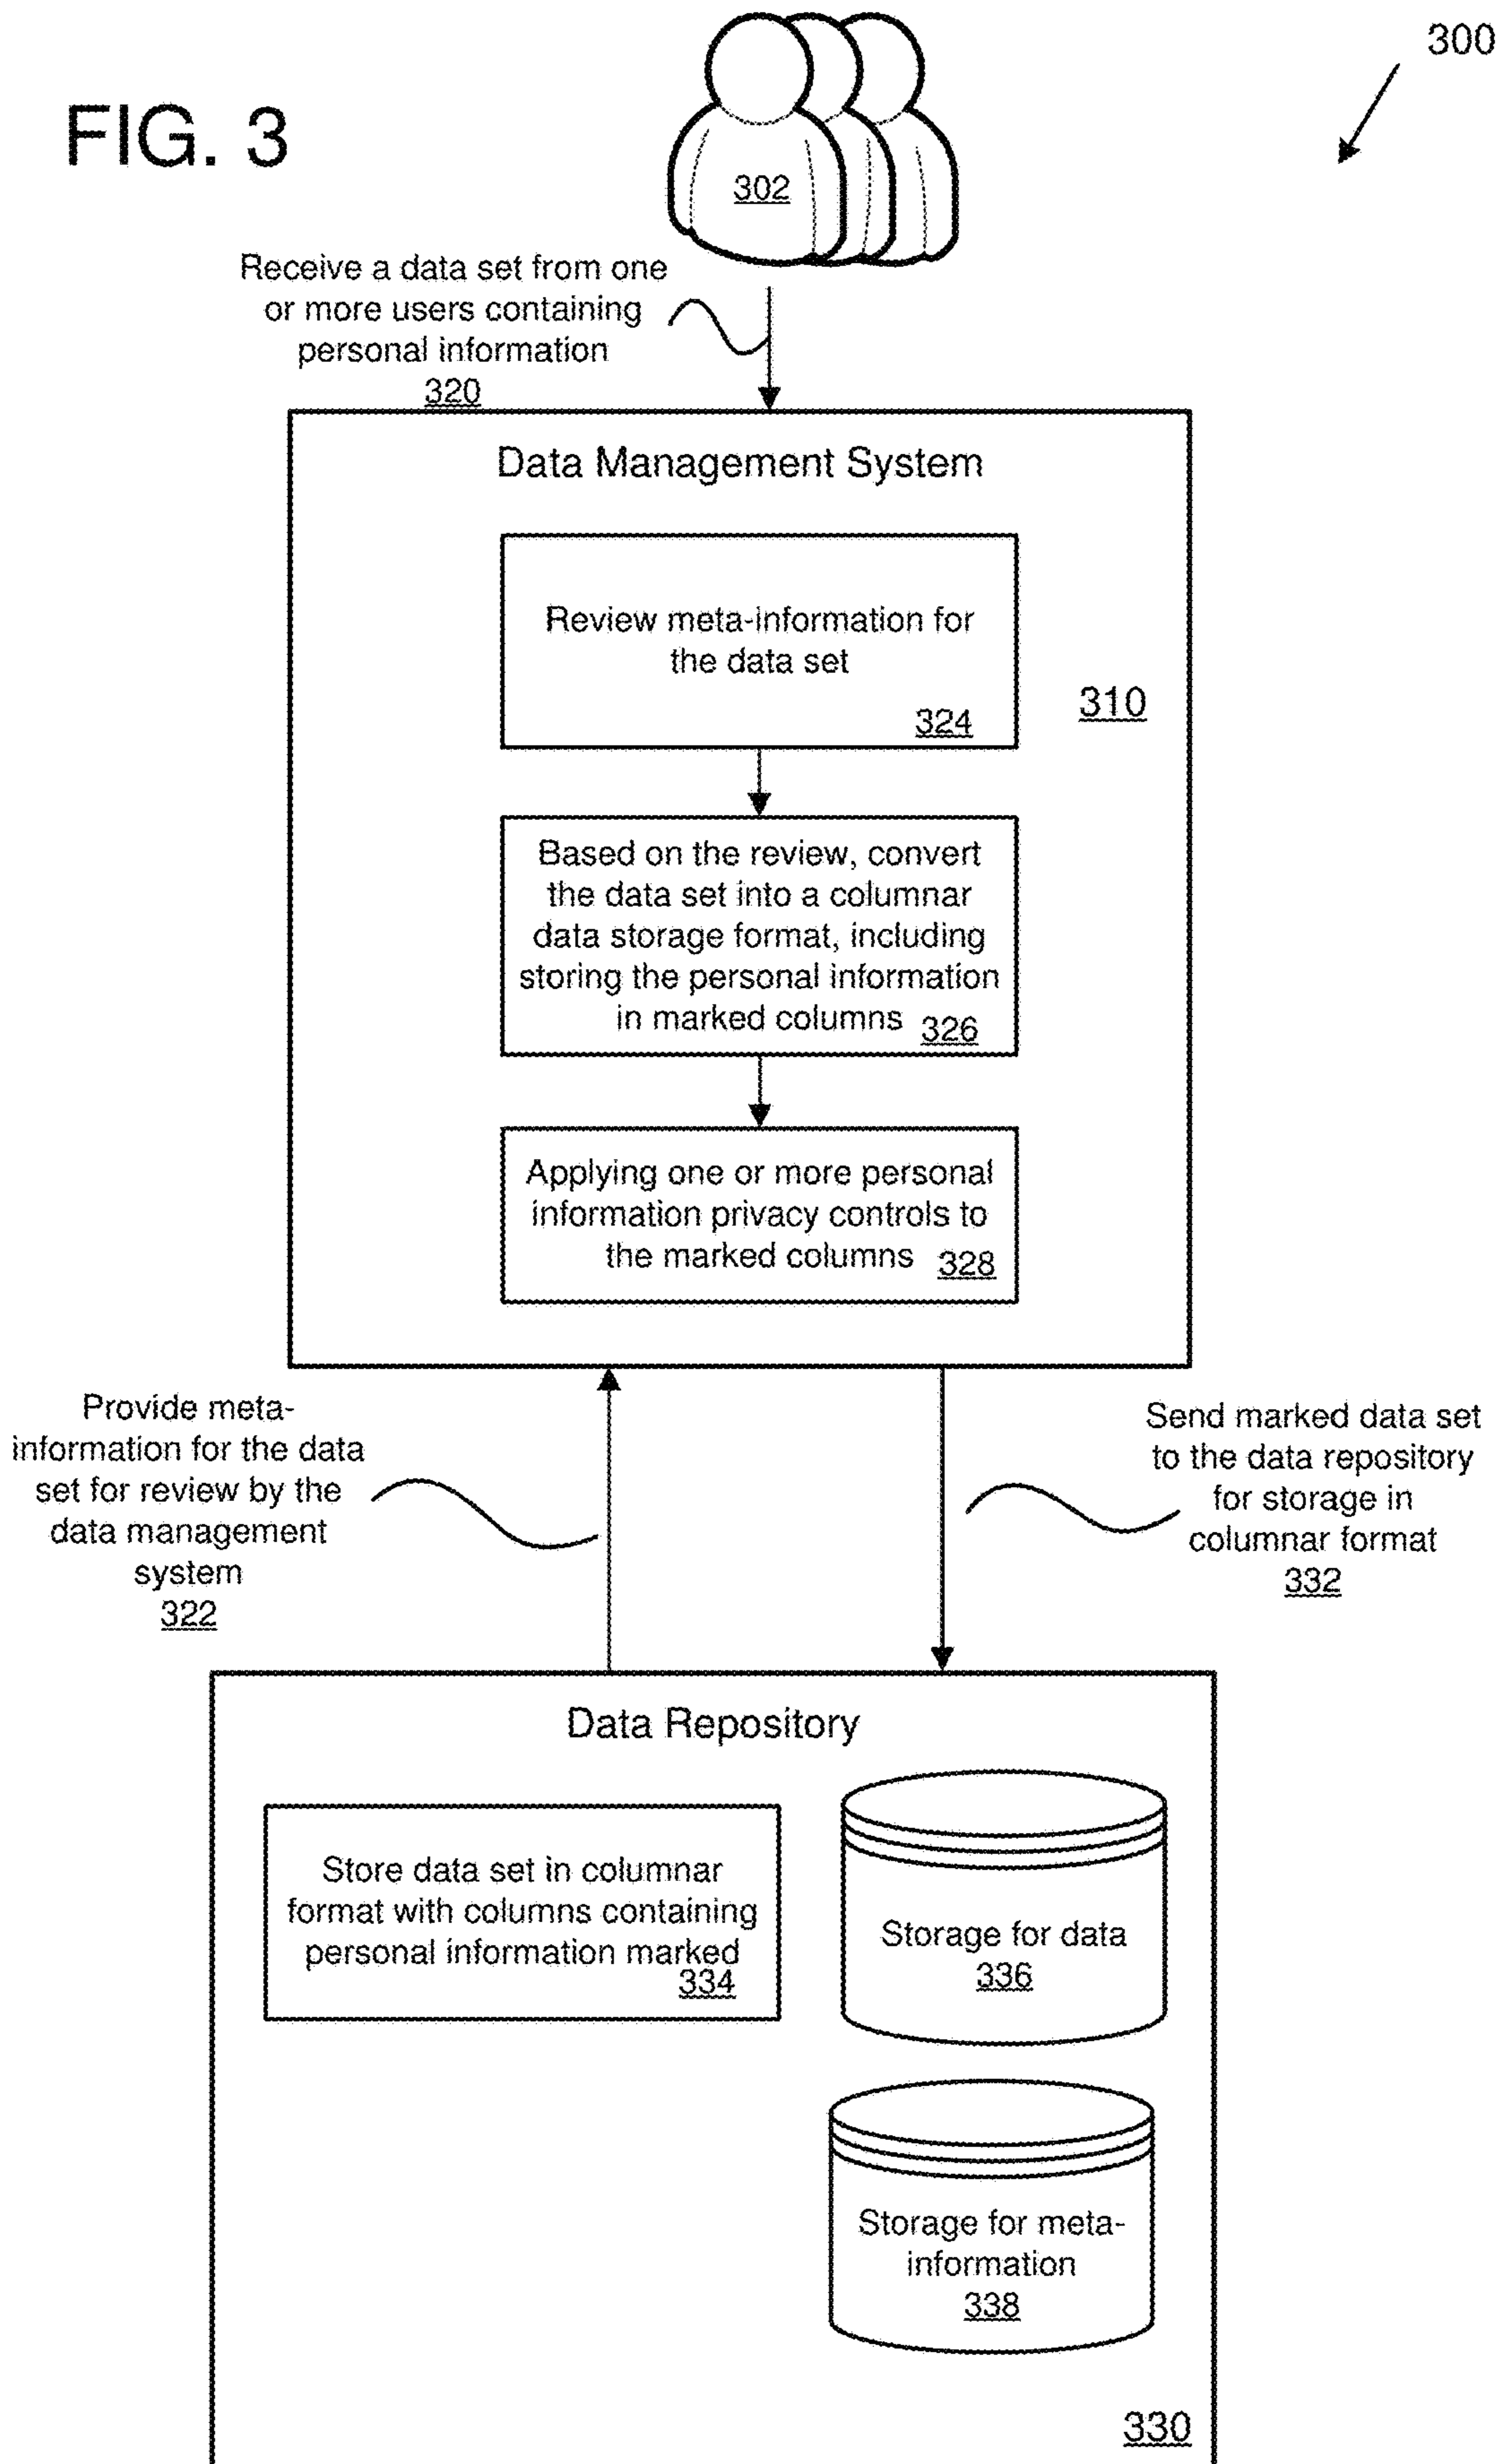 300
FIG. 3
302
Receive a data set from one
or more users containing
personal information
320
Data Management System
Review meta-information for
the data set
324
310
Based on the review, convert
the data set into a columnar
data storage format, including
storing the personal information
in marked columns 326
Applying one or more personal
information privacy controls to
the marked columns 328
Provide meta-
information for the data
set for review by the
data management
system
322
Send marked data set
to the data repository
for storage in
columnar format
332
Data Repository
Store data set in columnar
format with columns containing
personal information marked
334
Storage for data
336
Storage for meta-
information
338
330